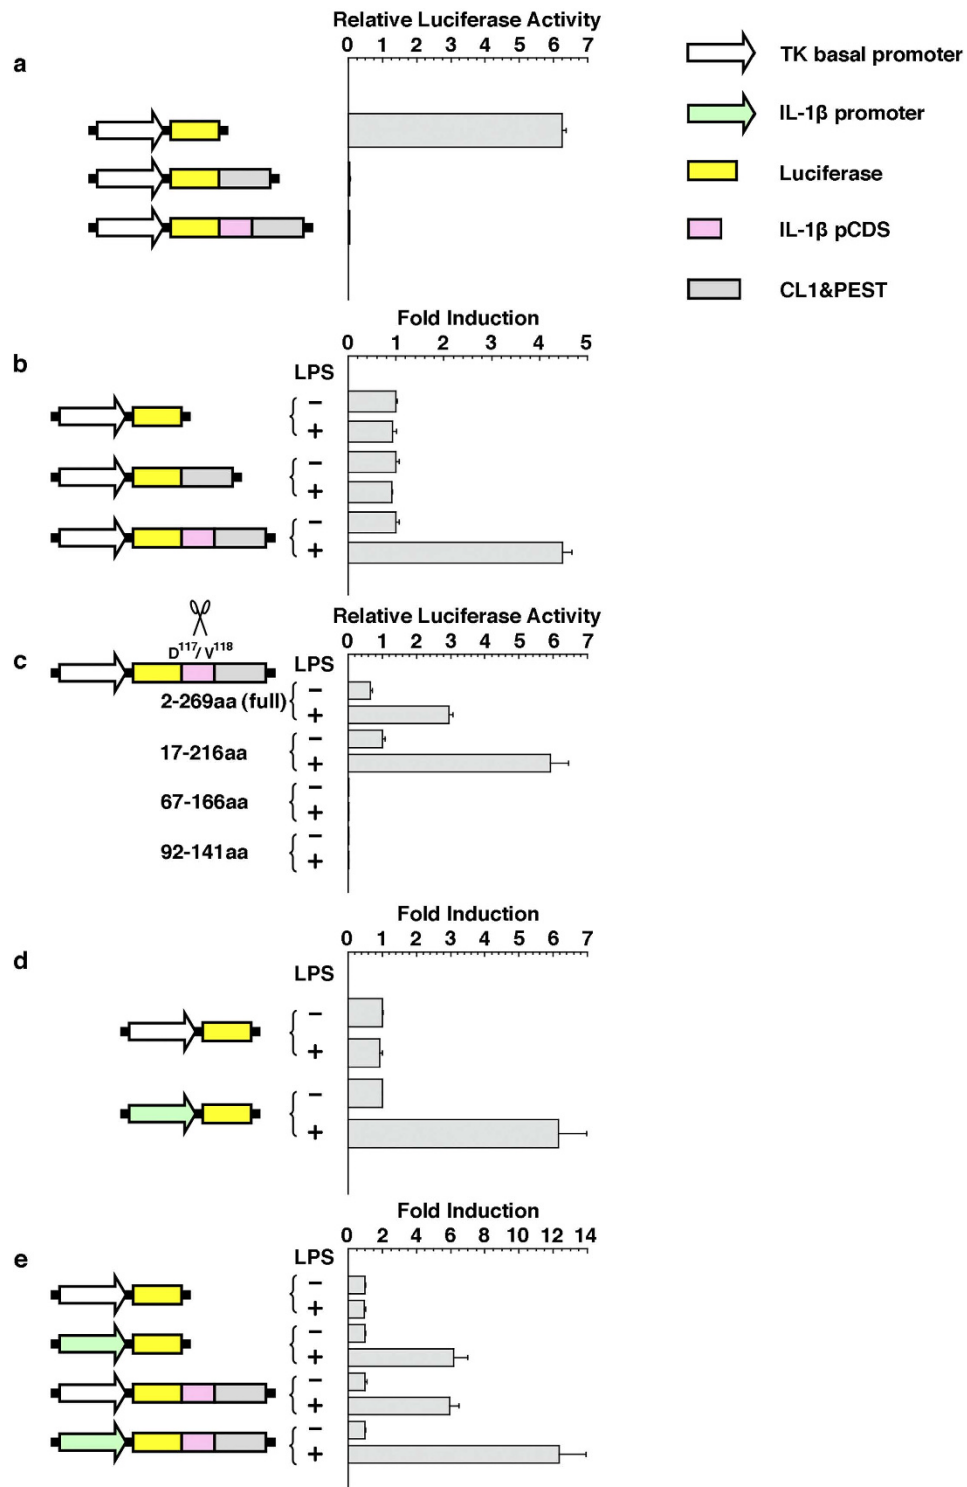 a
Relative Luciferase Activity
0 1 2 3 4 5 6 7
TK basal promoter
IL-1β promoter
Luciferase
IL-1β pCDS
CL1&PEST
b
Fold Induction
0 1 2 3 4 5
LPS
−
+
−
+
−
+
c
Relative Luciferase Activity
0 1 2 3 4 5 6 7
D¹¹⁷/V¹¹⁸
LPS
2-269aa (full)
−
+
17-216aa
−
+
67-166aa
−
+
92-141aa
−
+
d
Fold Induction
0 1 2 3 4 5 6 7
LPS
−
+
−
+
e
Fold Induction
0 2 4 6 8 10 12 14
LPS
−
+
−
+
−
+
−
+